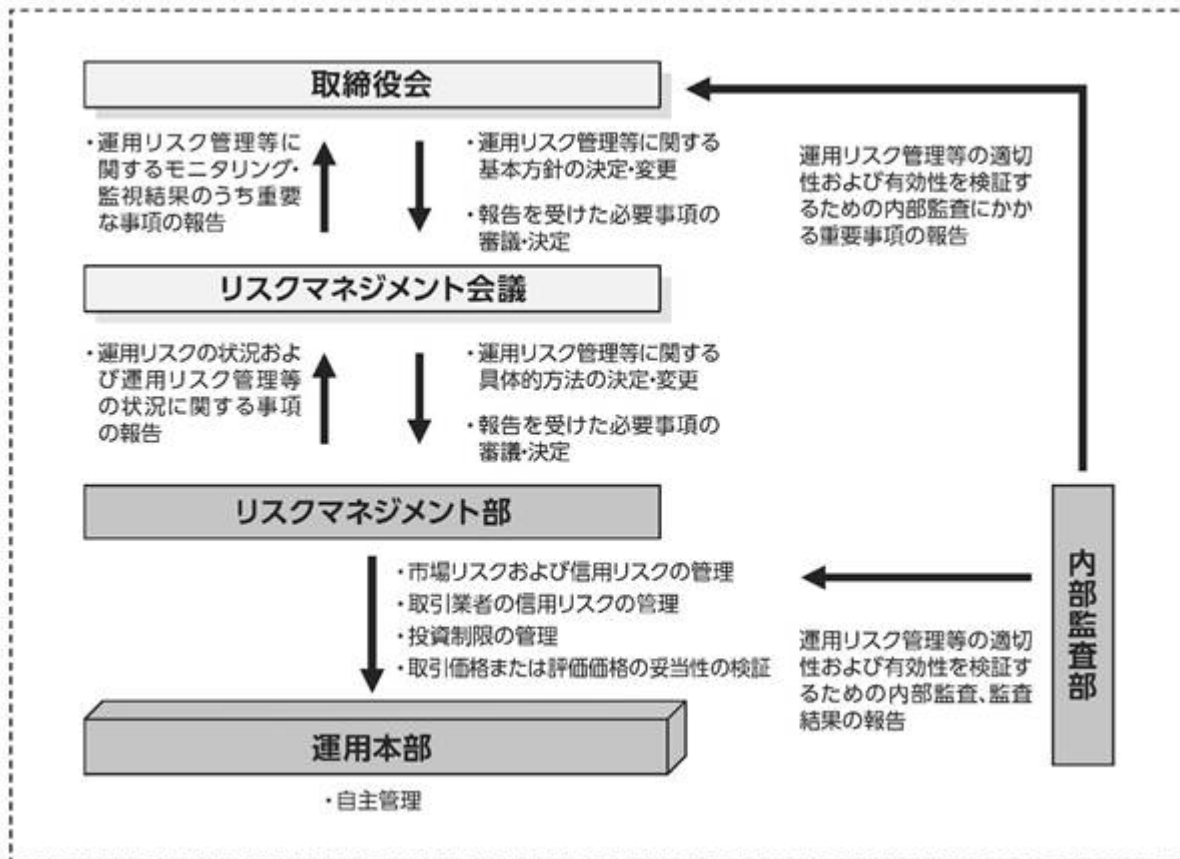 取締役会
・運用リスク管理等に
関するモニタリング・
監視結果のうち重要
な事項の報告
・運用リスク管理等に関する
基本方針の決定・変更
・報告を受けた必要事項の
審議・決定
運用リスク管理等の適切
性および有効性を検証す
るための内部監査にかか
る重要事項の報告
リスクマネジメント会議
・運用リスクの状況およ
び運用リスク管理等
の状況に関する事項
の報告
・運用リスク管理等に関する
具体的方法の決定・変更
・報告を受けた必要事項の
審議・決定
リスクマネジメント部
・市場リスクおよび信用リスクの管理
・取引業者の信用リスクの管理
・投資制限の管理
・取引価格または評価価格の妥当性の検証
内部監査部
運用リスク管理等の適切
性および有効性を検証す
るための内部監査、監査
結果の報告
運用本部
・自主管理